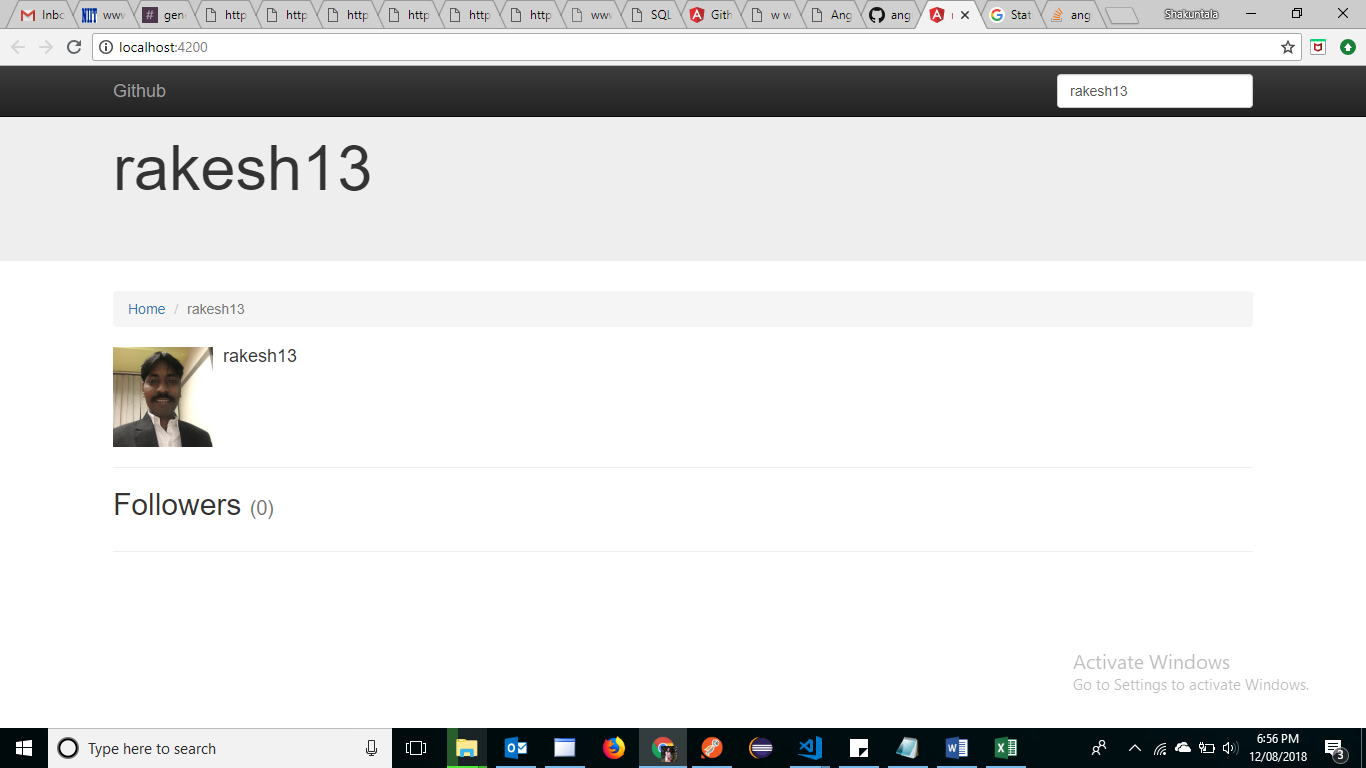 Inbc
NIIT www
# gen
http
http
http
http
http
http
www
SQL
Gith
w w
Ang
ang
Stat
ang
Shakuntala
localhost:4200
Github
rakesh13
rakesh13
Home / rakesh13
rakesh13
Followers (0)
Activate Windows
Go to Settings to activate Windows.
Type here to search
6:56 PM
12/08/2018
3